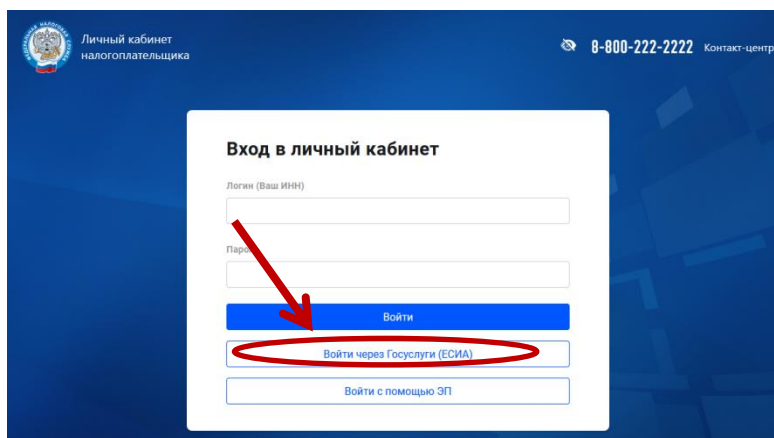 Личный кабинет
налогоплательщика
8-800-222-2222 Контакт-центр
Вход в личный кабинет
Логин (Ваш ИНН)
Войти
Войти через Госуслуги (ЕСИА)
Войти с помощью ЭП